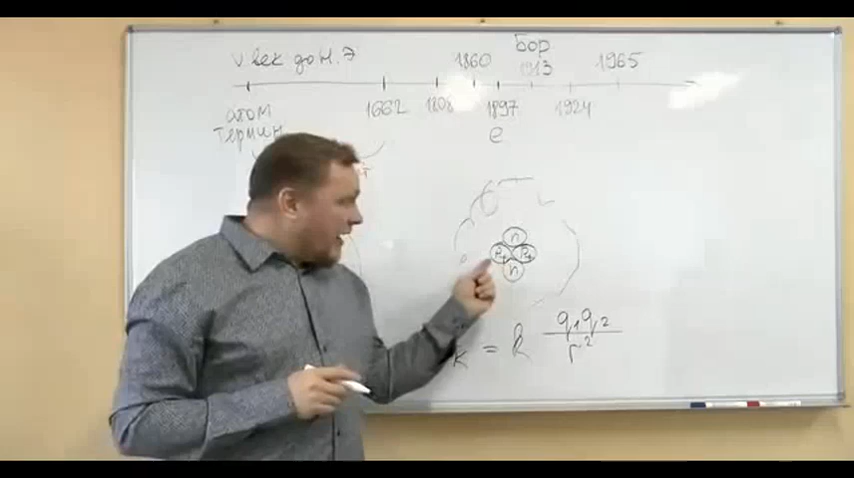 V век до н. Э
1860
Бор
1913
1965
атом
1662
1808
1897
1924
термин
e
n
P+ P+
n
к = k q₁q₂ / r²